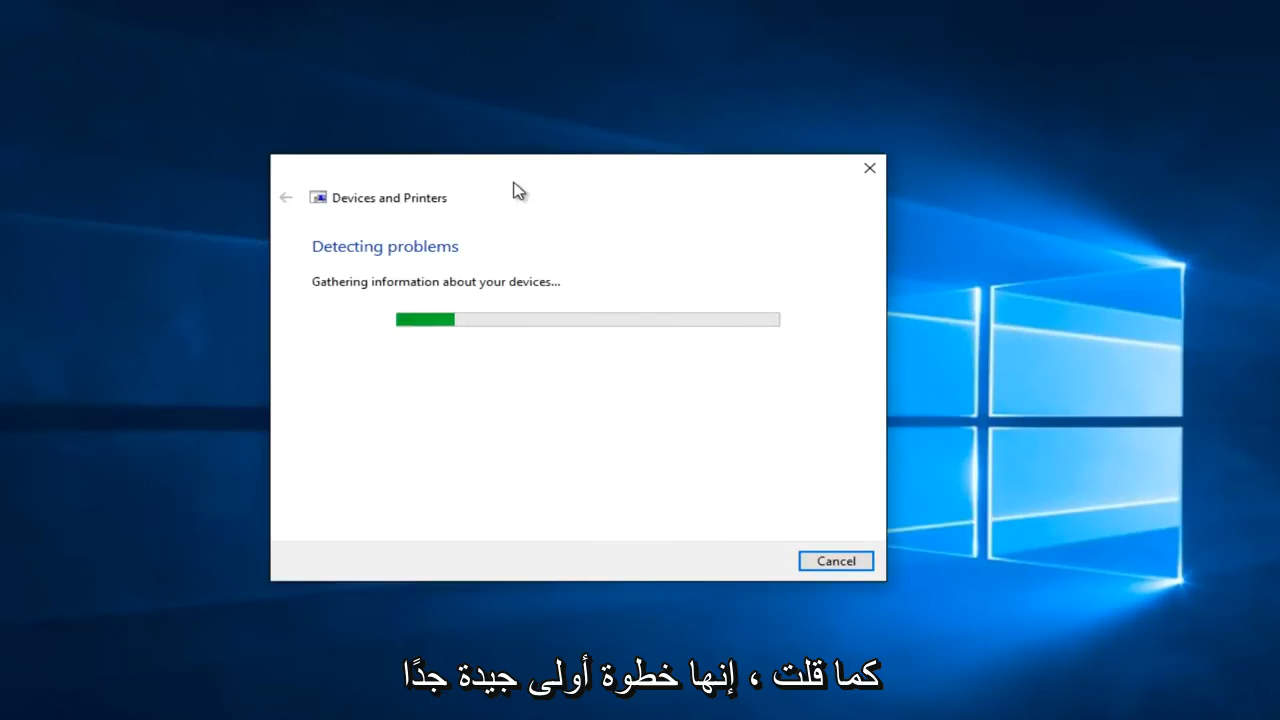 Devices and Printers
Detecting problems
Gathering information about your devices...
Cancel
كما قلت ، إنها خطوة أولى جيدة جدًا